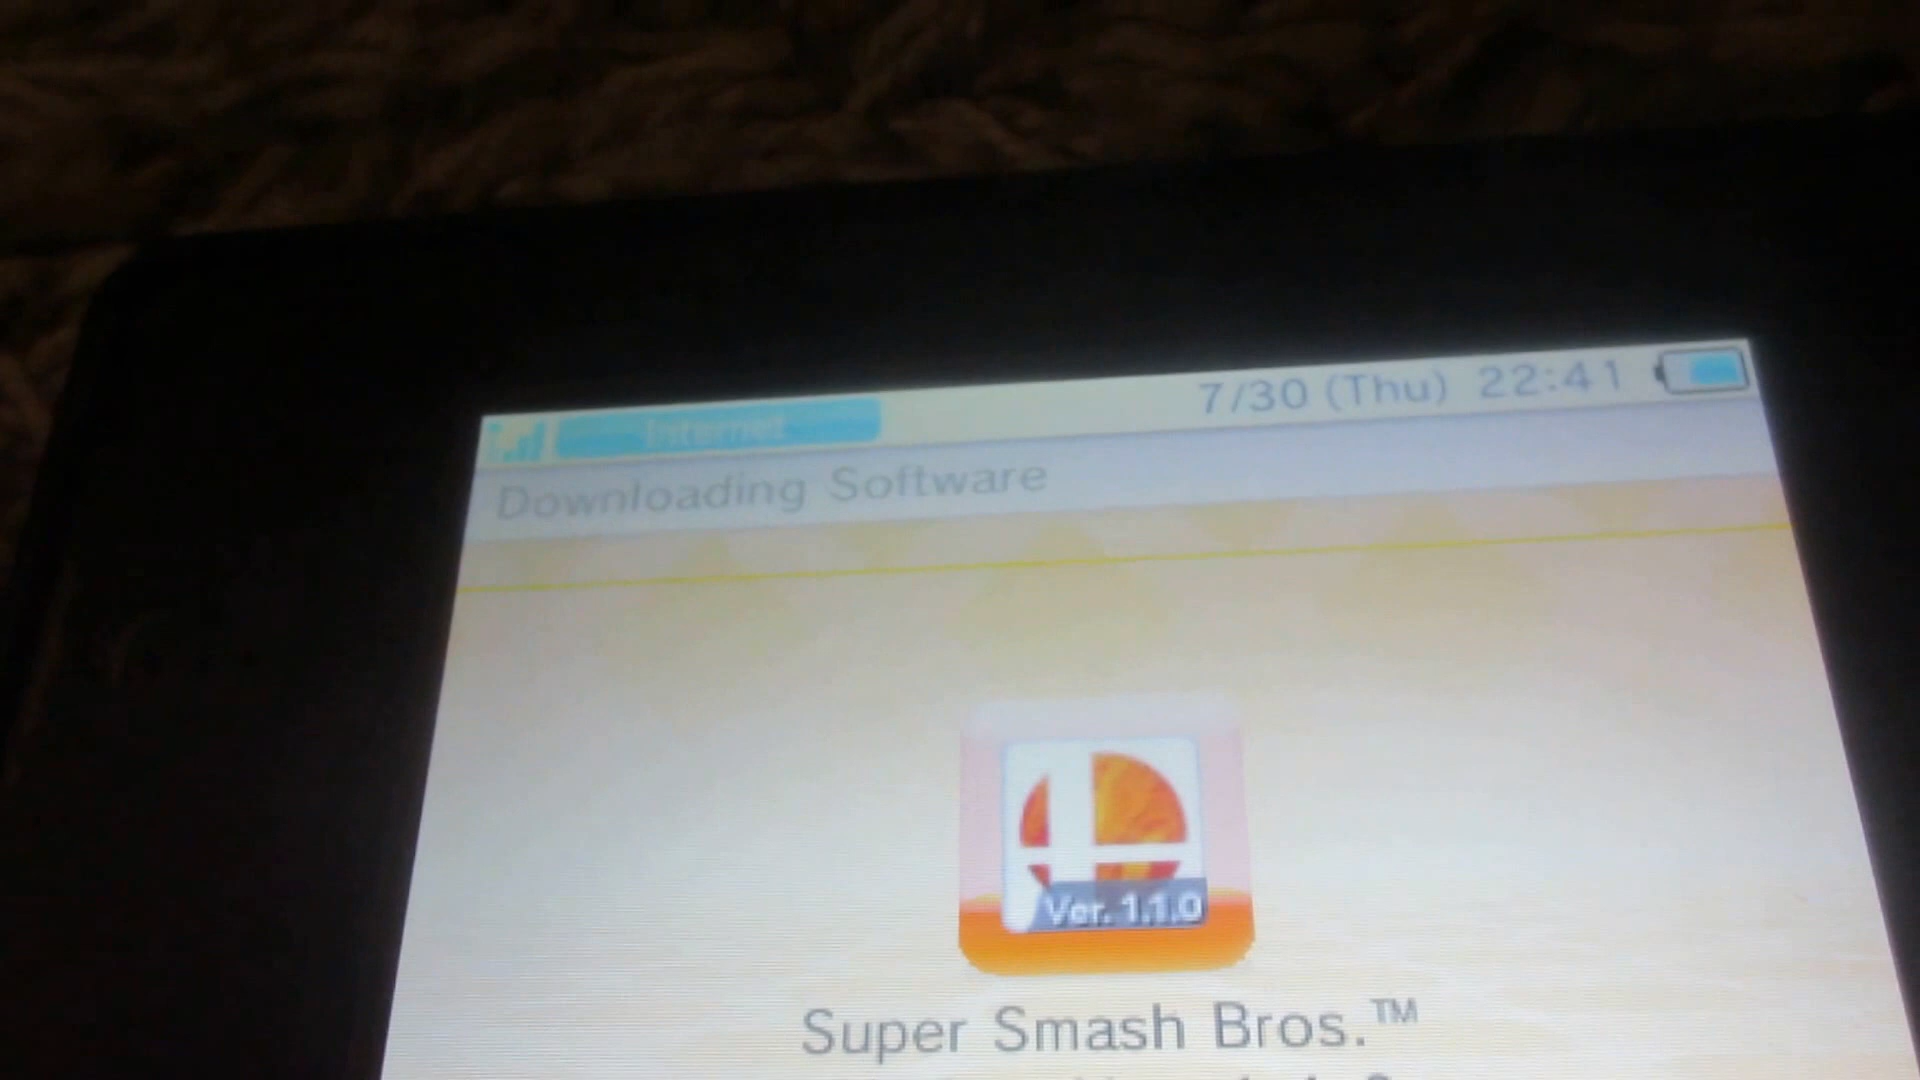 Internet 7/30 (Thu) 22:41
Downloading Software
Ver. 1.1.0
Super Smash Bros.™